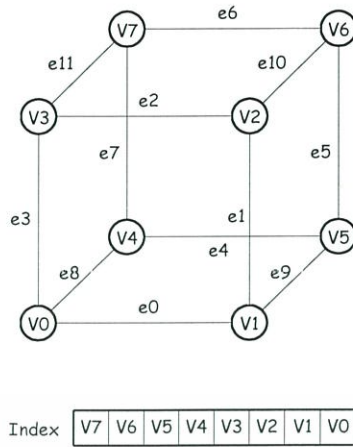 e6
V7 V6
e11 e10
e2
V3 V2
e7 e5
e3 e1
V4 V5
e4
e8 e9
e0
V0 V1
Index V7 V6 V5 V4 V3 V2 V1 V0